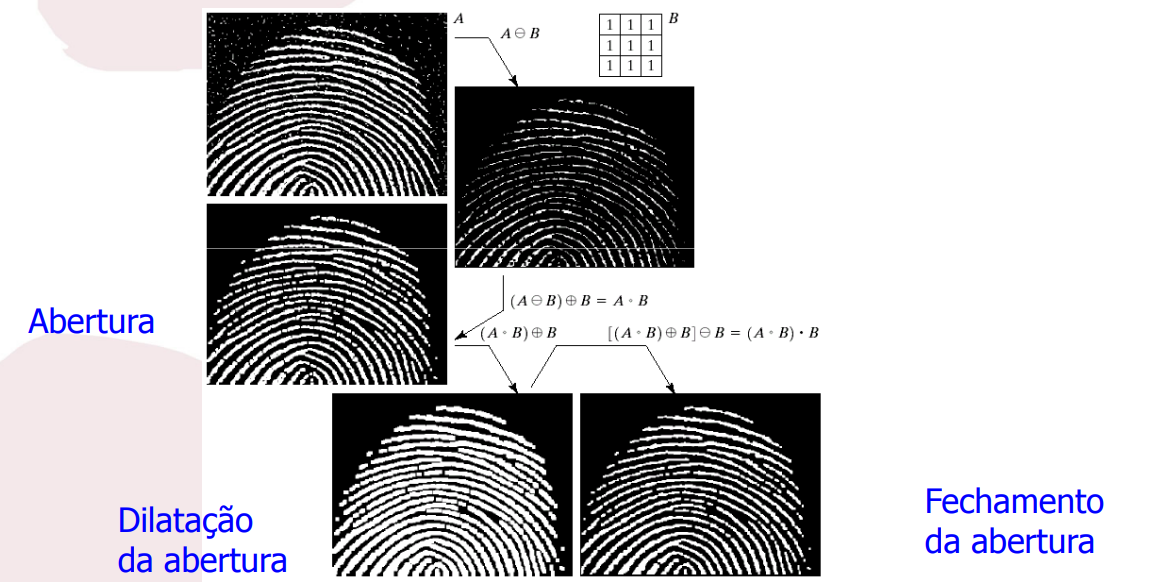 A
A ⊖ B
1 1 1
1 1 1
1 1 1
B
(A ⊖ B) ⊕ B = A ∘ B
Abertura
(A ∘ B) ⊕ B
[(A ∘ B) ⊕ B] ⊖ B = (A ∘ B) • B
Dilatação
da abertura
Fechamento
da abertura